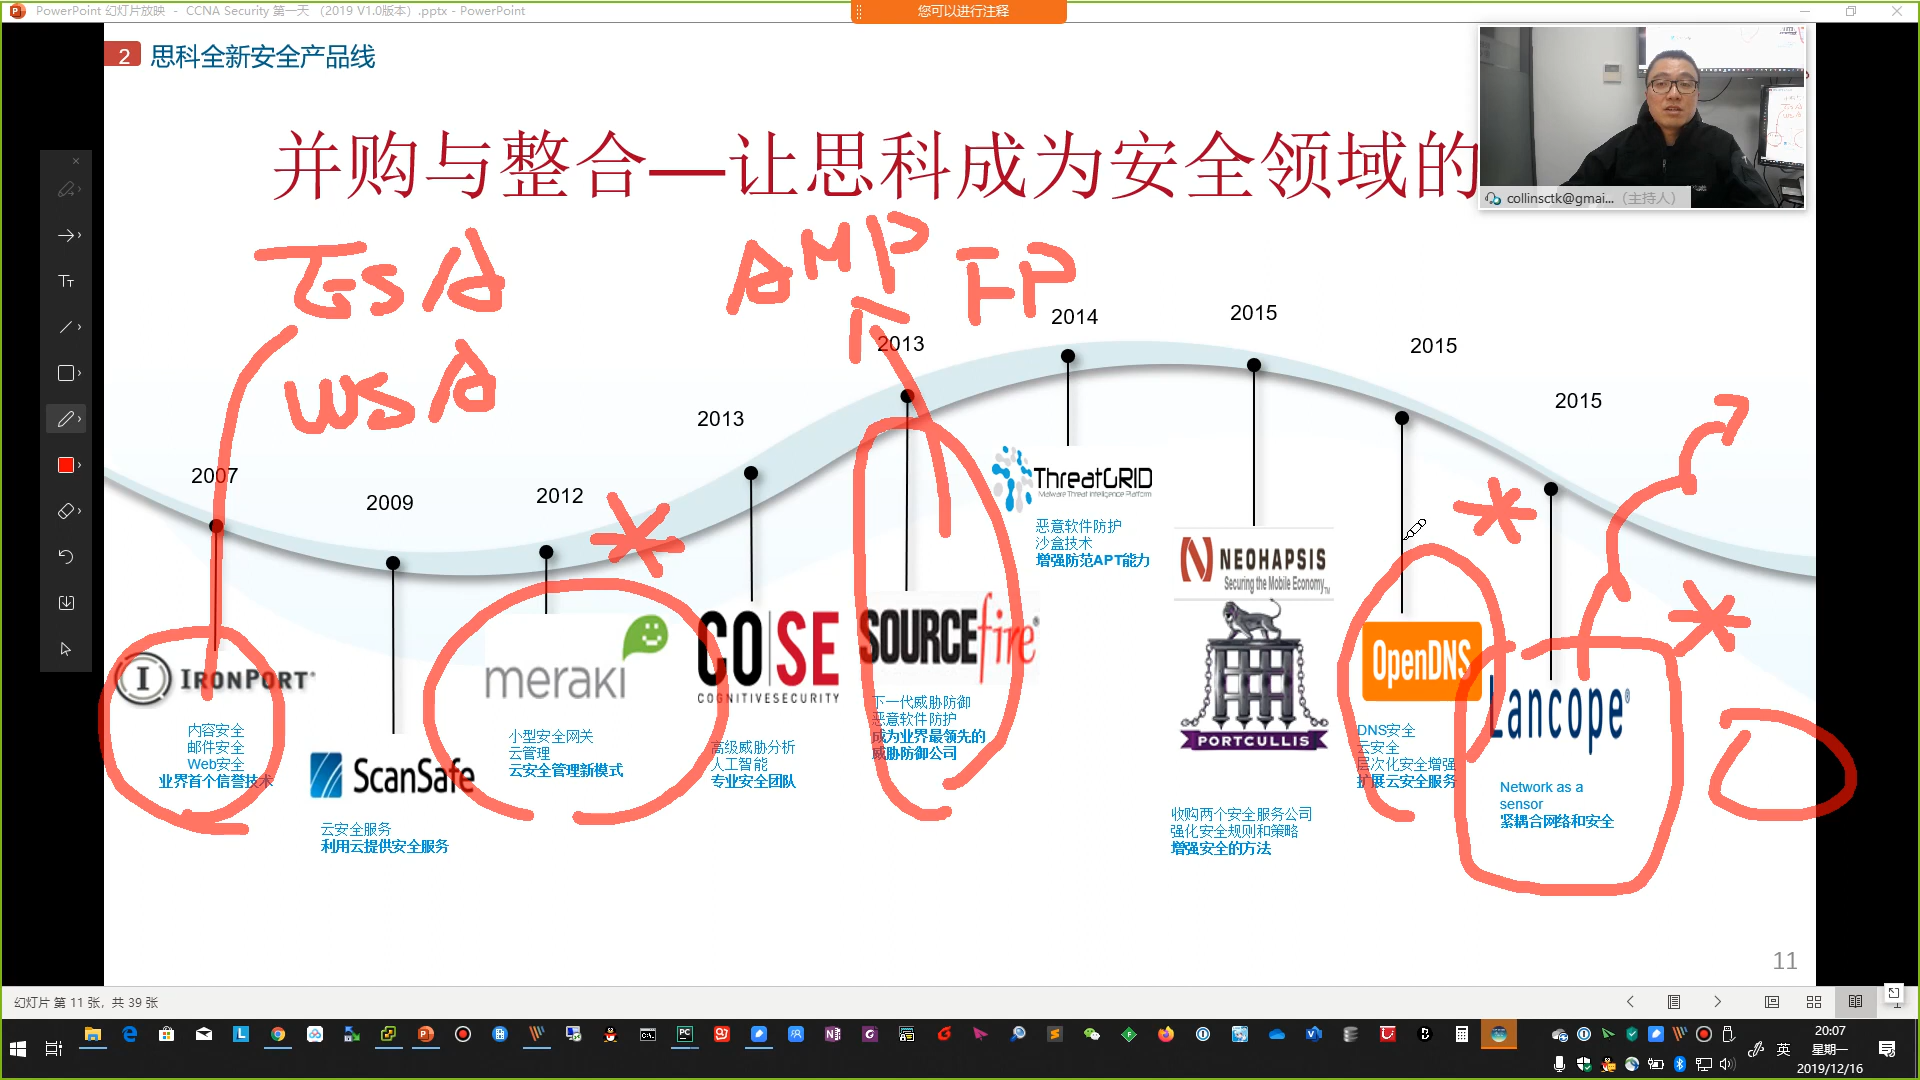 PowerPoint 幻灯片放映 - CCNA Security 第一天 （2019 V1.0版本）.pptx - PowerPoint
您可以进行注释
2 思科全新安全产品线
并购与整合—让思科成为安全领域的
collinsctk@gmai... （主持人）
ESA
WSA
AMP
FP
2007
2009
2012
2013
2013
2014
2015
2015
2015
IRONPORT
内容安全
邮件安全
Web安全
业界首个信誉技术
ScanSafe
云安全服务
利用云提供安全服务
meraki
小型安全网关
云管理
云安全管理新模式
CO|SE
COGNITIVESECURITY
高级威胁分析
人工智能
专业安全团队
SOURCEfire®
下一代威胁防御
恶意软件防护
成为业界最领先的
威胁防御公司
ThreatGRID
Malware Threat Intelligence Platform
恶意软件防护
沙盒技术
增强防范APT能力
NEOHAPSIS
Securing the Mobile Economy™
PORTCULLIS
收购两个安全服务公司
强化安全规则和策略
增强安全的方法
OpenDNS
DNS安全
云安全
层次化安全增强
扩展云安全服务
Lancope®
Network as a
sensor
紧耦合网络和安全
11
幻灯片 第 11 张，共 39 张
英
20:07
星期一
2019/12/16